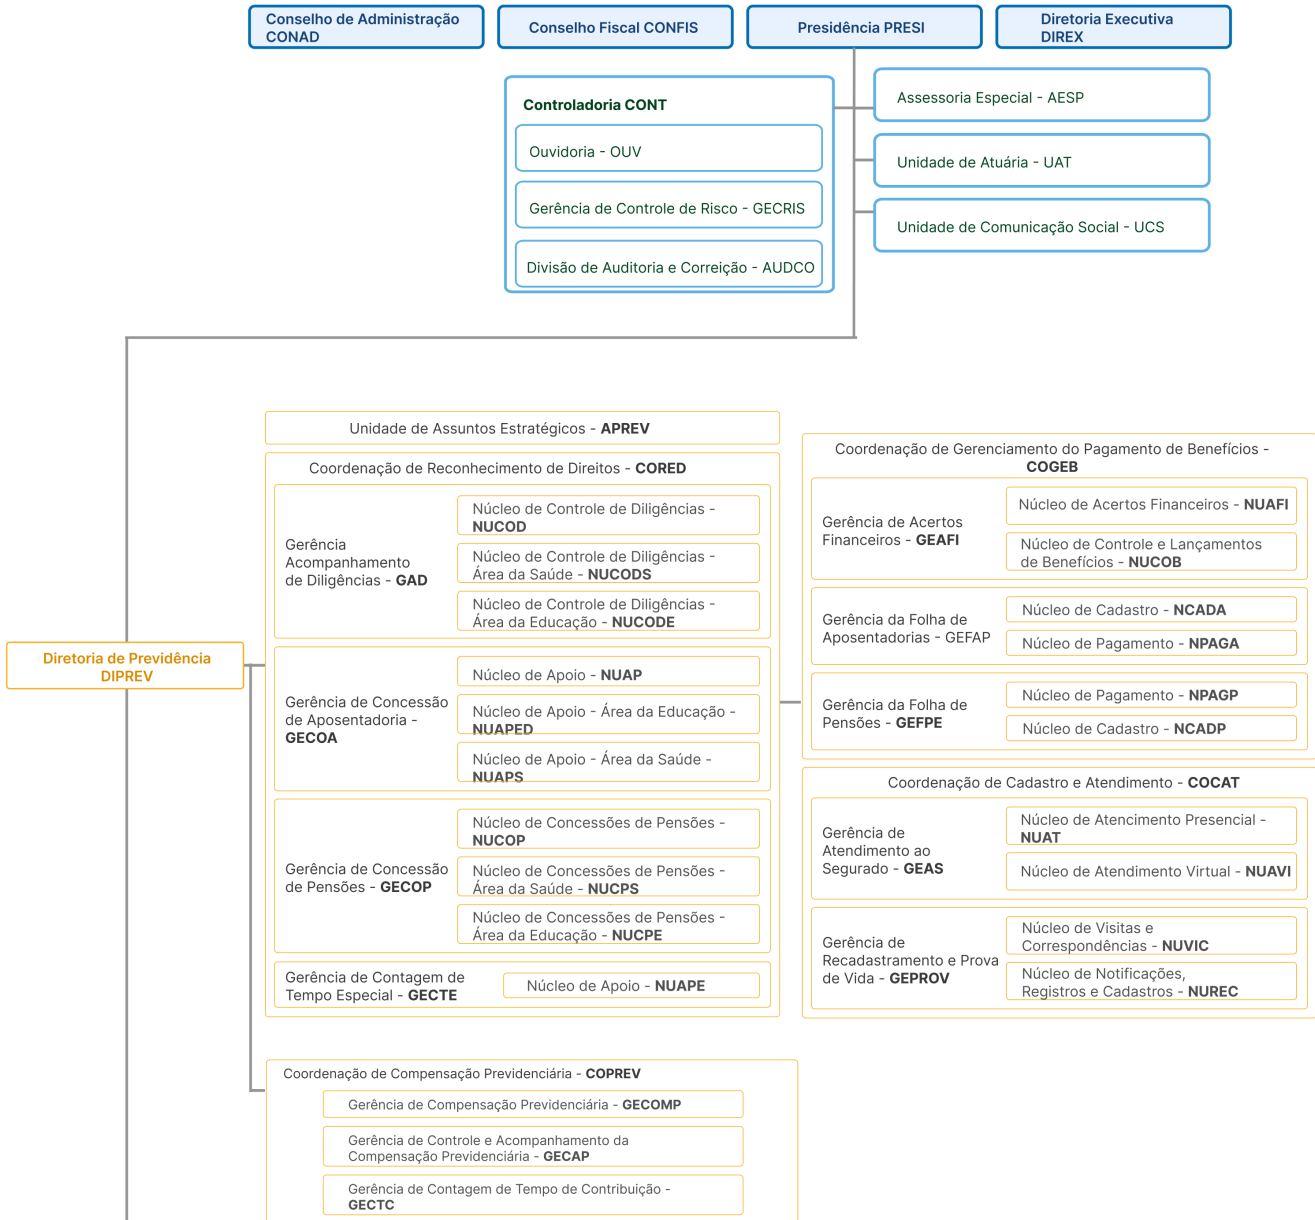 Conselho de Administração
CONAD
Conselho Fiscal CONFIS
Presidência PRESI
Diretoria Executiva
DIREX
Controladoria CONT
Ouvidoria - OUV
Gerência de Controle de Risco - GECRIS
Divisão de Auditoria e Correição - AUDCO
Assessoria Especial - AESP
Unidade de Atuária - UAT
Unidade de Comunicação Social - UCS
Diretoria de Previdência
DIPREV
Unidade de Assuntos Estratégicos - APREV
Coordenação de Reconhecimento de Direitos - CORED
Gerência
Acompanhamento
de Diligências - GAD
Núcleo de Controle de Diligências -
NUCOD
Núcleo de Controle de Diligências -
Área da Saúde - NUCODS
Núcleo de Controle de Diligências -
Área da Educação - NUCODE
Gerência de Concessão
de Aposentadoria -
GECOA
Núcleo de Apoio - NUAP
Núcleo de Apoio - Área da Educação -
NUAPED
Núcleo de Apoio - Área da Saúde -
NUAPS
Gerência de Concessão
de Pensões - GECOP
Núcleo de Concessões de Pensões -
NUCOP
Núcleo de Concessões de Pensões -
Área da Saúde - NUCPS
Núcleo de Concessões de Pensões -
Área da Educação - NUCPE
Gerência de Contagem de
Tempo Especial - GECTE
Núcleo de Apoio - NUAPE
Coordenação de Gerenciamento do Pagamento de Benefícios -
COGEB
Gerência de Acertos
Financeiros - GEAFI
Núcleo de Acertos Financeiros - NUAFI
Núcleo de Controle e Lançamentos
de Benefícios - NUCOB
Gerência da Folha de
Aposentadorias - GEFAP
Núcleo de Cadastro - NCADA
Núcleo de Pagamento - NPAGA
Gerência da Folha de
Pensões - GEFPE
Núcleo de Pagamento - NPAGP
Núcleo de Cadastro - NCADP
Coordenação de Cadastro e Atendimento - COCAT
Gerência de
Atendimento ao
Segurado - GEAS
Núcleo de Atencimento Presencial -
NUAT
Núcleo de Atendimento Virtual - NUAVI
Gerência de
Recadastramento e Prova
de Vida - GEPROV
Núcleo de Visitas e
Correspondências - NUVIC
Núcleo de Notificações,
Registros e Cadastros - NUREC
Coordenação de Compensação Previdenciária - COPREV
Gerência de Compensação Previdenciária - GECOMP
Gerência de Controle e Acompanhamento da
Compensação Previdenciária - GECAP
Gerência de Contagem de Tempo de Contribuição -
GECTC